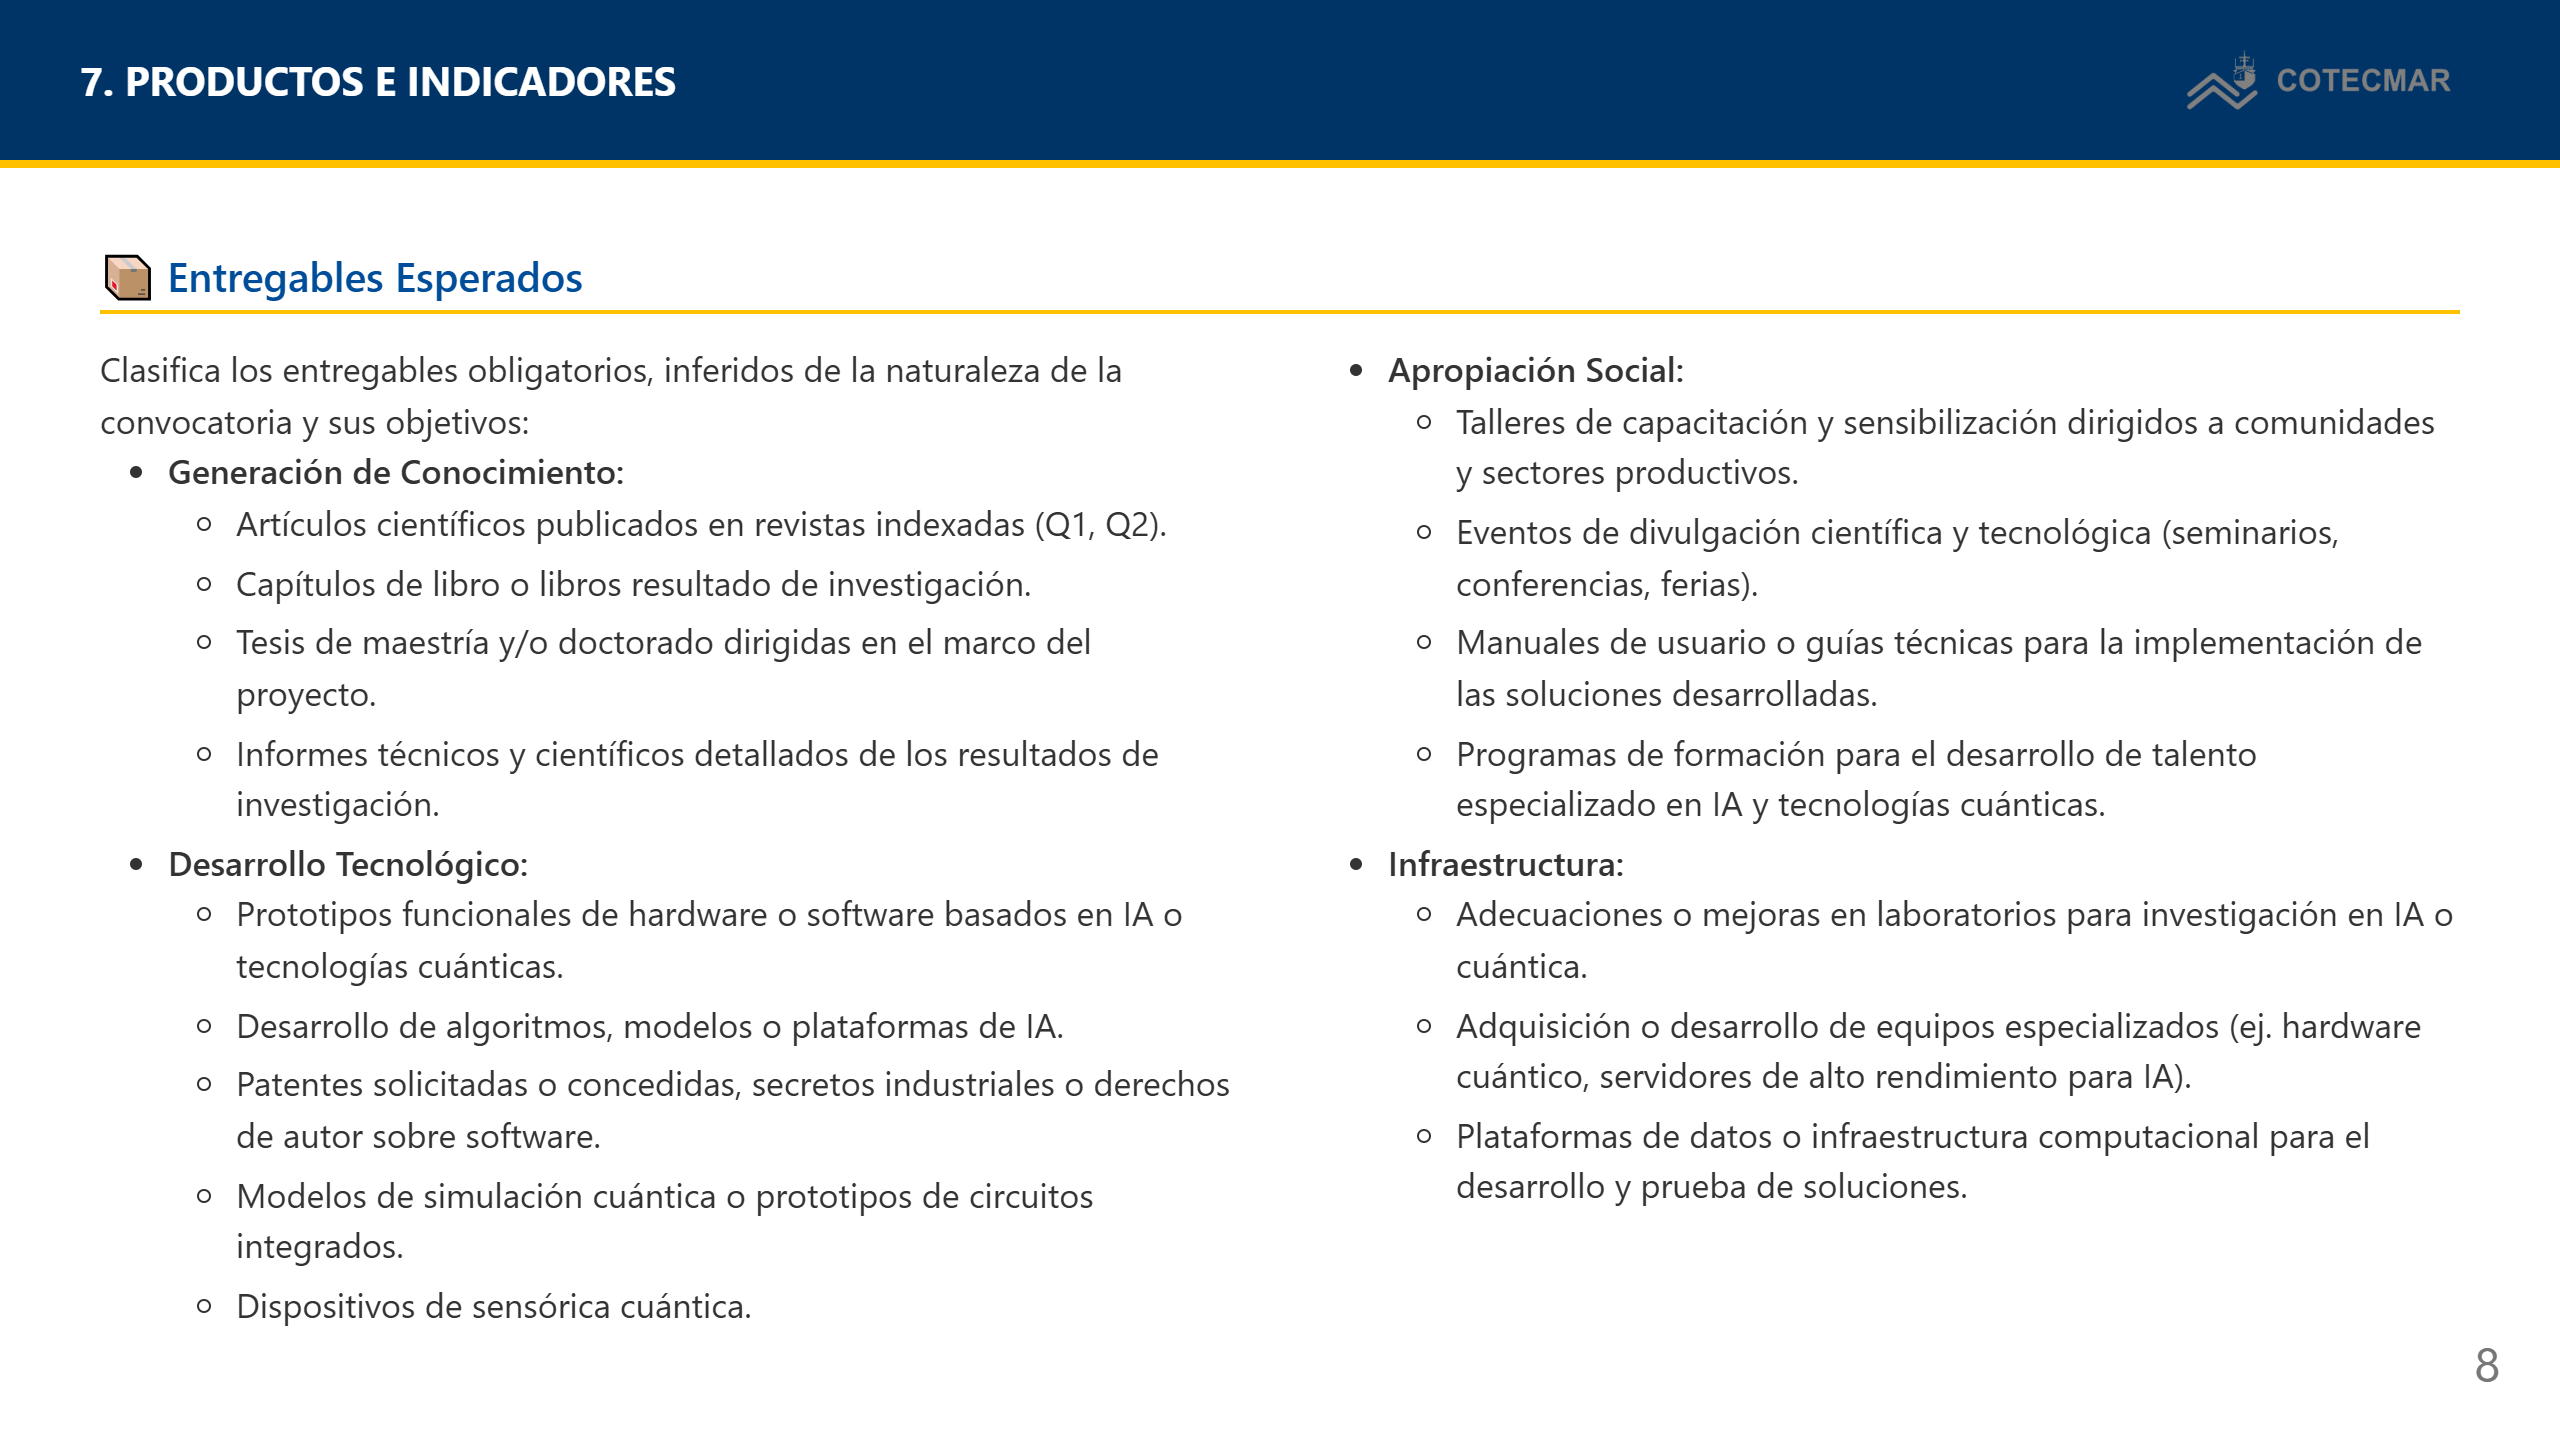 7. PRODUCTOS E INDICADORES
COTECMAR
Entregables Esperados
Clasifica los entregables obligatorios, inferidos de la naturaleza de la
convocatoria y sus objetivos:
• Generación de Conocimiento:
○ Artículos científicos publicados en revistas indexadas (Q1, Q2).
○ Capítulos de libro o libros resultado de investigación.
○ Tesis de maestría y/o doctorado dirigidas en el marco del
proyecto.
○ Informes técnicos y científicos detallados de los resultados de
investigación.
• Desarrollo Tecnológico:
○ Prototipos funcionales de hardware o software basados en IA o
tecnologías cuánticas.
○ Desarrollo de algoritmos, modelos o plataformas de IA.
○ Patentes solicitadas o concedidas, secretos industriales o derechos
de autor sobre software.
○ Modelos de simulación cuántica o prototipos de circuitos
integrados.
○ Dispositivos de sensórica cuántica.
• Apropiación Social:
○ Talleres de capacitación y sensibilización dirigidos a comunidades
y sectores productivos.
○ Eventos de divulgación científica y tecnológica (seminarios,
conferencias, ferias).
○ Manuales de usuario o guías técnicas para la implementación de
las soluciones desarrolladas.
○ Programas de formación para el desarrollo de talento
especializado en IA y tecnologías cuánticas.
• Infraestructura:
○ Adecuaciones o mejoras en laboratorios para investigación en IA o
cuántica.
○ Adquisición o desarrollo de equipos especializados (ej. hardware
cuántico, servidores de alto rendimiento para IA).
○ Plataformas de datos o infraestructura computacional para el
desarrollo y prueba de soluciones.
8